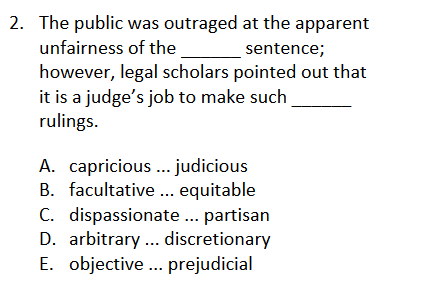 2. The public was outraged at the apparent
unfairness of the ______ sentence;
however, legal scholars pointed out that
it is a judge’s job to make such ______
rulings.
A. capricious ... judicious
B. facultative ... equitable
C. dispassionate ... partisan
D. arbitrary ... discretionary
E. objective ... prejudicial